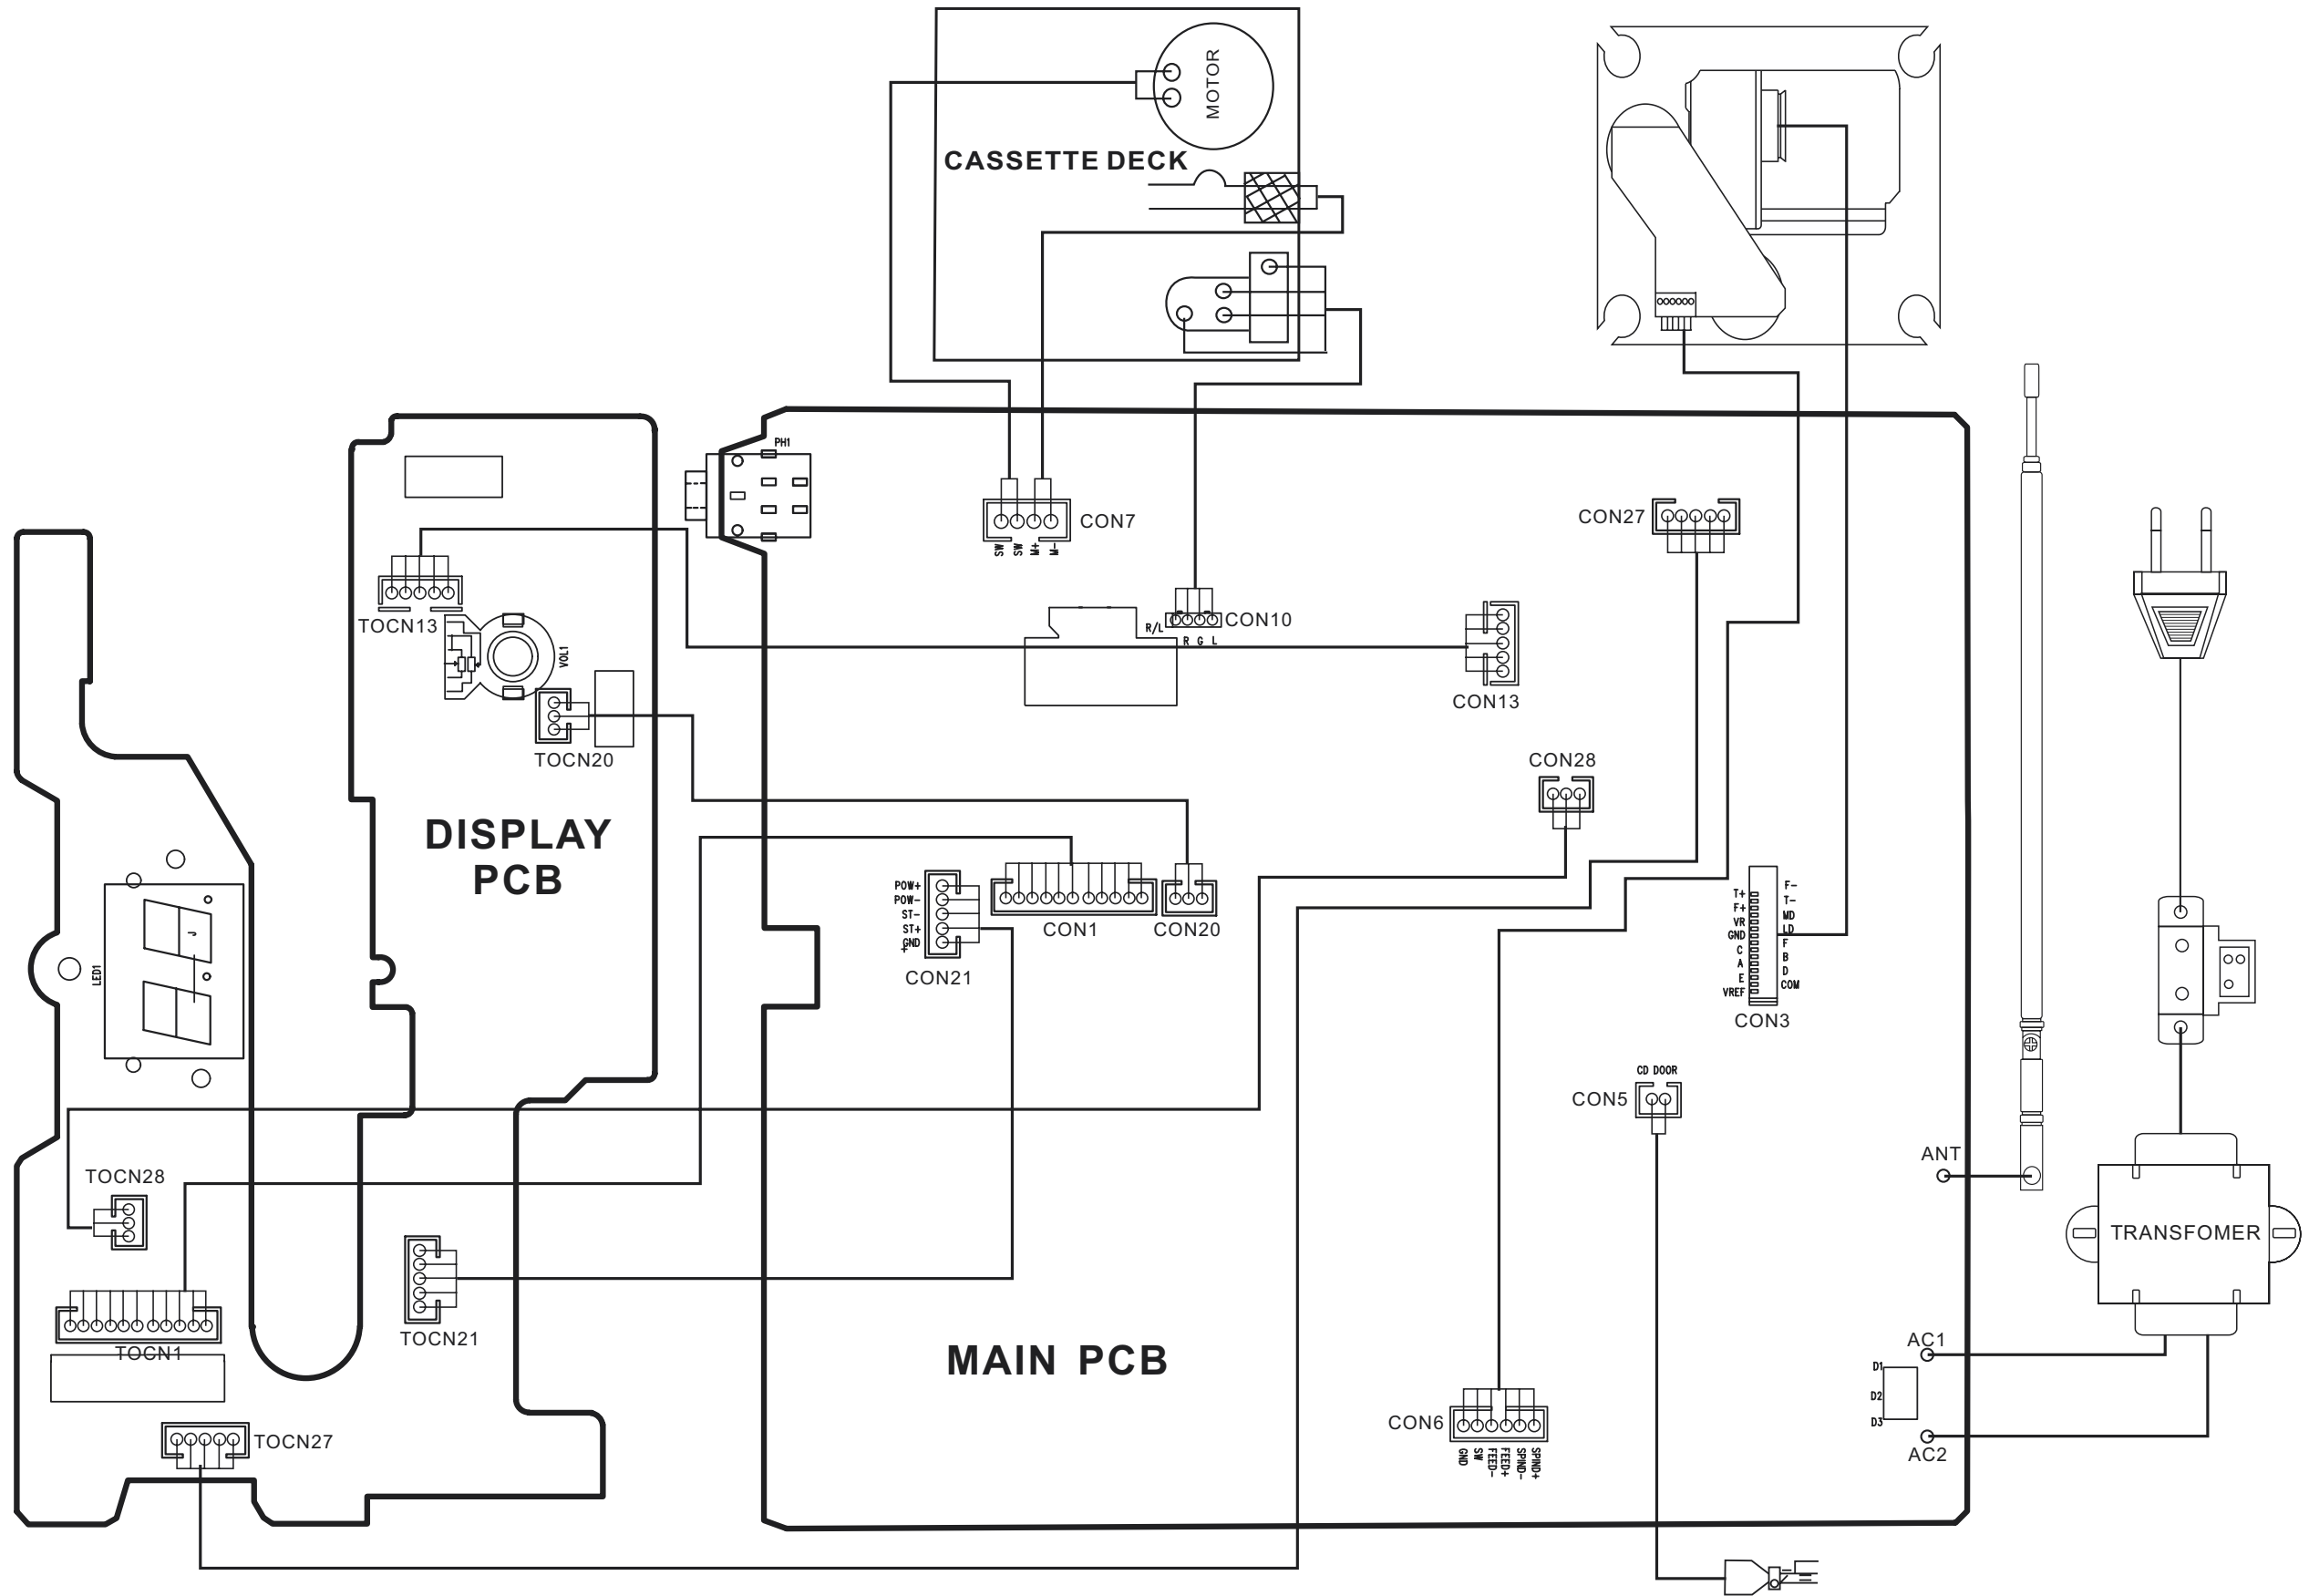 MOTOR
CASSETTE DECK
PH1
CON7
SW
SW
M+
M-
CON27
TOCN13
VOL1
R/L
CON10
R G L
CON13
TOCN20
CON28
DISPLAY
PCB
POW+
POW-
ST-
ST+
GND
+
CON21
CON1
CON20
T+
F+
VR
GND
C
A
E
VREF
F-
T-
MD
LD
F
B
D
COM
CON3
LED1
CD DOOR
CON5
ANT
TOCN28
TRANSFOMER
TOCN21
TOCN1
MAIN PCB
AC1
D1
D2
D3
AC2
CON6
GND
SW
FEED-
FEED+
SPIND-
SPIND+
TOCN27